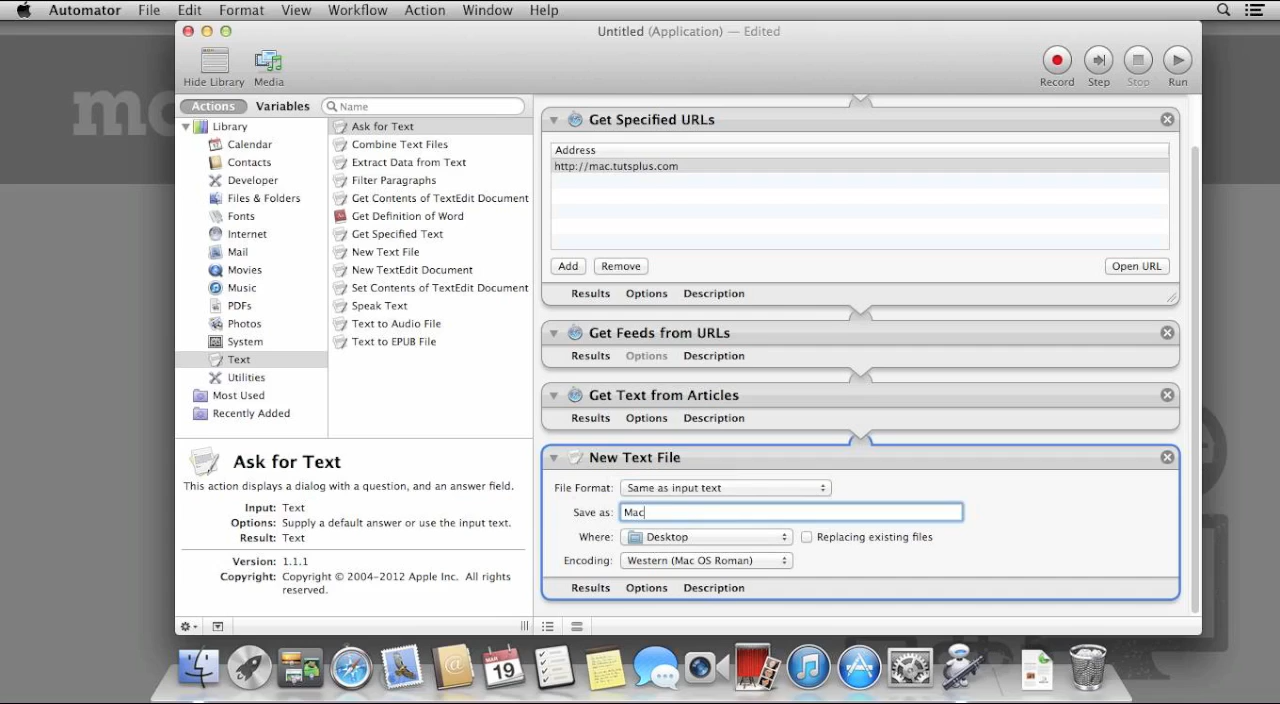 Automator File Edit Format View Workflow Action Window Help
Untitled (Application) — Edited
Hide Library Media Record Step Stop Run
Actions Variables Name
Library
Calendar
Contacts
Developer
Files & Folders
Fonts
Internet
Mail
Movies
Music
PDFs
Photos
System
Text
Utilities
Most Used
Recently Added
Ask for Text
Combine Text Files
Extract Data from Text
Filter Paragraphs
Get Contents of TextEdit Document
Get Definition of Word
Get Specified Text
New Text File
New TextEdit Document
Set Contents of TextEdit Document
Speak Text
Text to Audio File
Text to EPUB File
Ask for Text
This action displays a dialog with a question, and an answer field.
Input: Text
Options: Supply a default answer or use the input text.
Result: Text
Version: 1.1.1
Copyright: Copyright © 2004-2012 Apple Inc. All rights
reserved.
Get Specified URLs
Address
http://mac.tutsplus.com
Add Remove Open URL
Results Options Description
Get Feeds from URLs
Results Options Description
Get Text from Articles
Results Options Description
New Text File
File Format: Same as input text
Save as: Mac
Where: Desktop Replacing existing files
Encoding: Western (Mac OS Roman)
Results Options Description
MAR
19